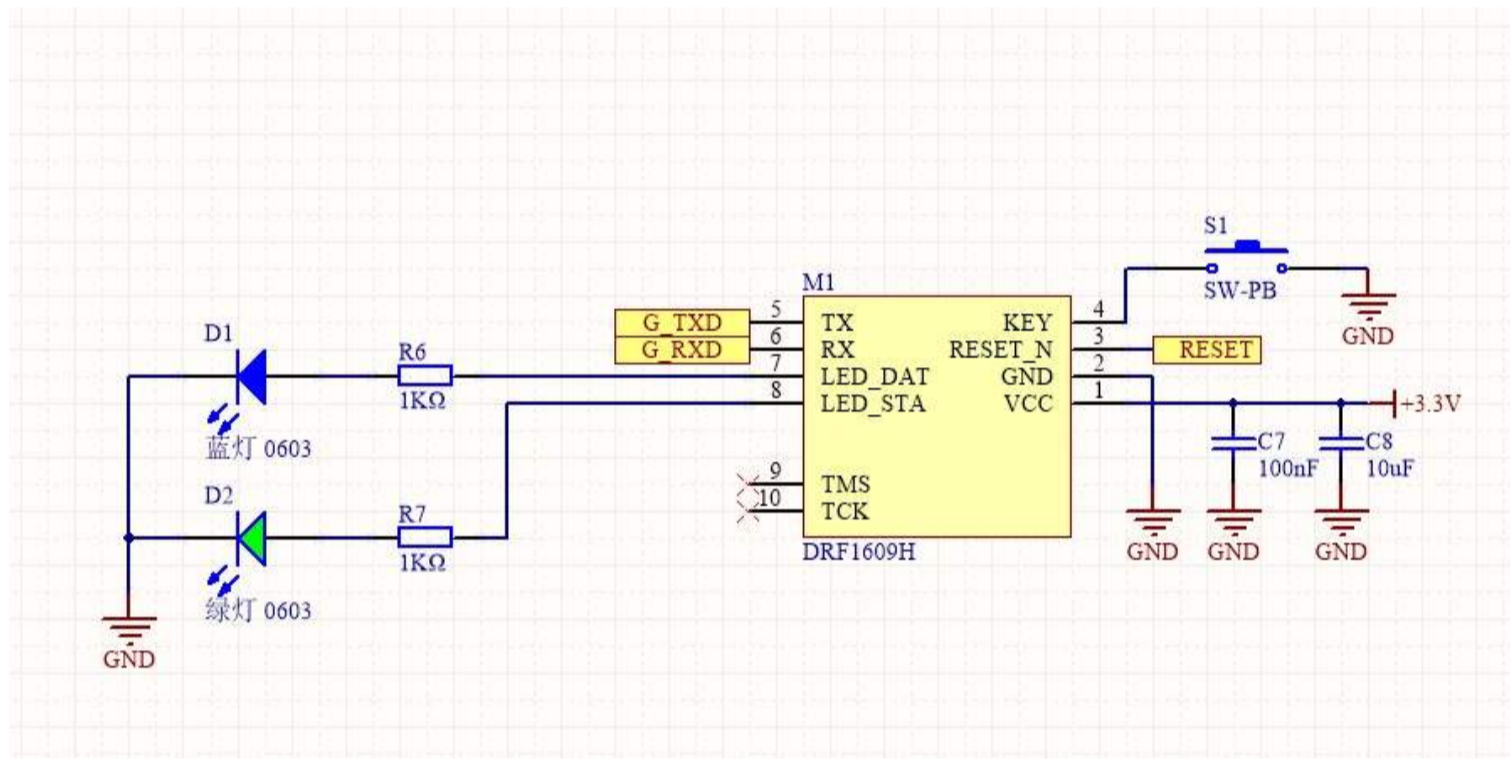 S1
SW-PB
GND
M1
5
TX
KEY
4
G_TXD
6
RX
RESET_N
3
G_RXD
RESET
7
LED_DAT
GND
2
8
LED_STA
VCC
1
+3.3V
D1
R6
1KΩ
蓝灯 0603
C7
100nF
C8
10uF
9
TMS
10
TCK
D2
R7
1KΩ
绿灯 0603
DRF1609H
GND
GND
GND
GND